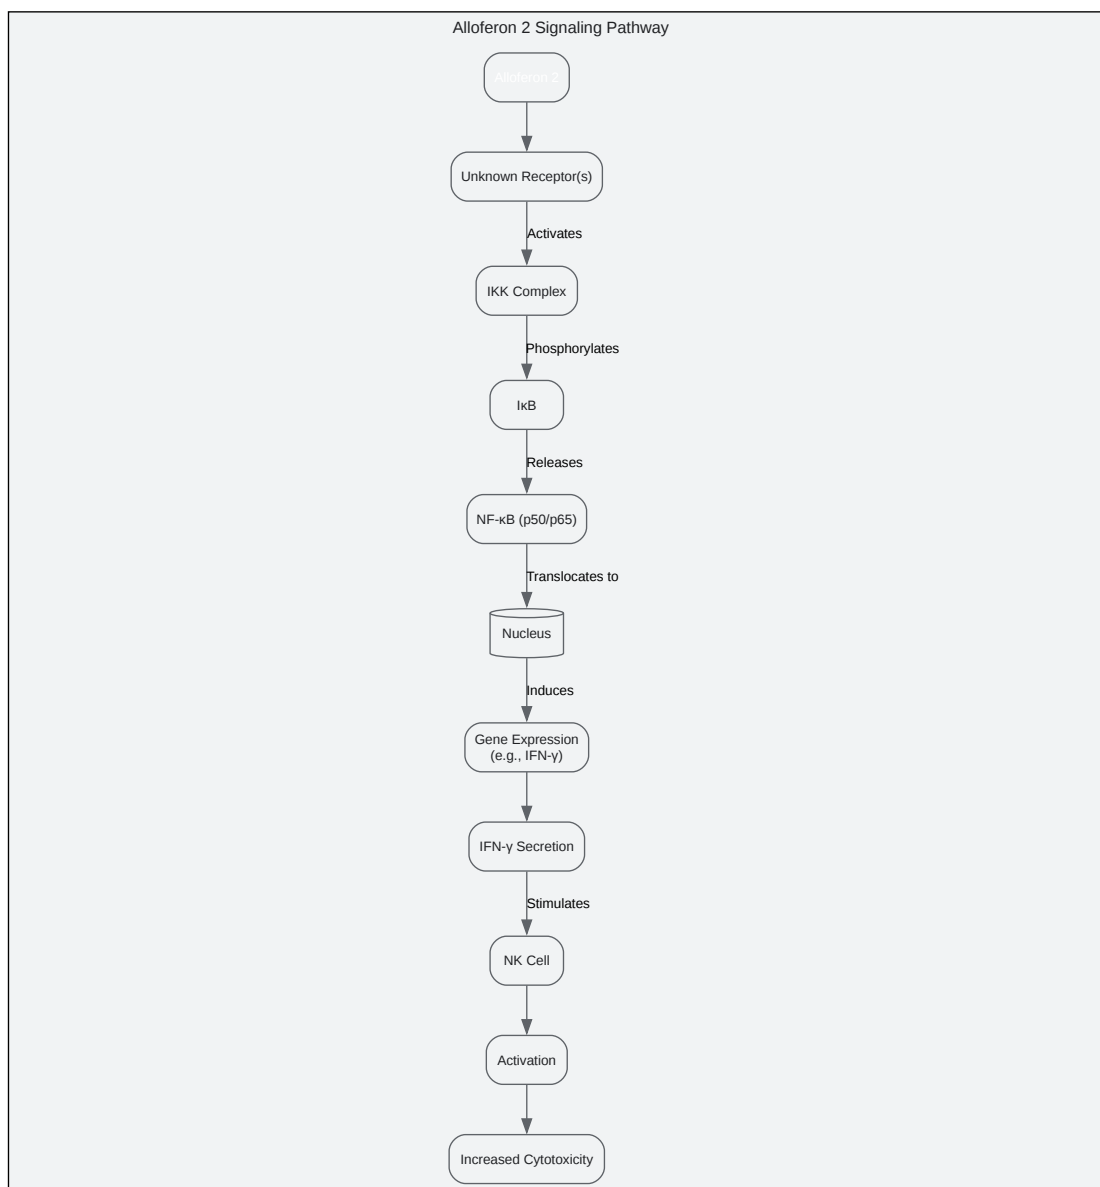 Alloferon 2 Signaling Pathway
Alloferon 2
Unknown Receptor(s)
Activates
IKK Complex
Phosphorylates
IκB
Releases
NF-κB (p50/p65)
Translocates to
Nucleus
Induces
Gene Expression
(e.g., IFN-γ)
IFN-γ Secretion
Stimulates
NK Cell
Activation
Increased Cytotoxicity